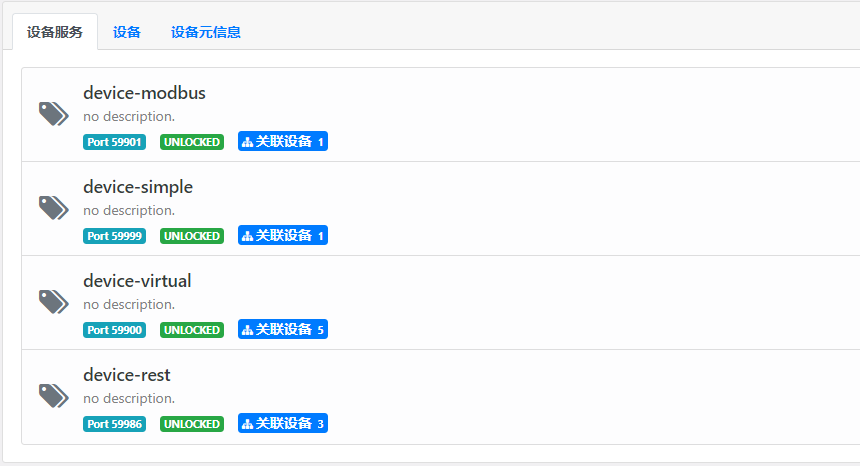 设备服务 设备 设备元信息
device-modbus
no description.
Port 59901 UNLOCKED 关联设备 1
device-simple
no description.
Port 59999 UNLOCKED 关联设备 1
device-virtual
no description.
Port 59900 UNLOCKED 关联设备 5
device-rest
no description.
Port 59986 UNLOCKED 关联设备 3